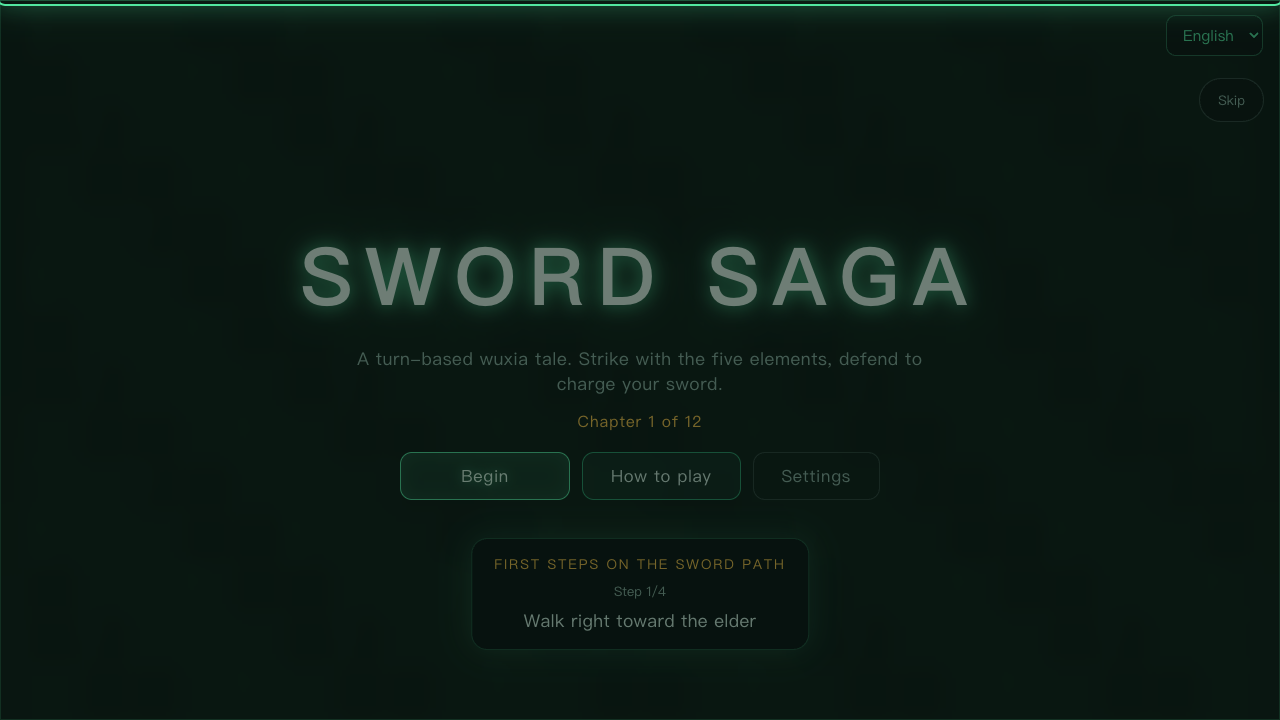 English
Skip
SWORD SAGA
A turn-based wuxia tale. Strike with the five elements, defend to
charge your sword.
Chapter 1 of 12
Begin
How to play
Settings
FIRST STEPS ON THE SWORD PATH
Step 1/4
Walk right toward the elder